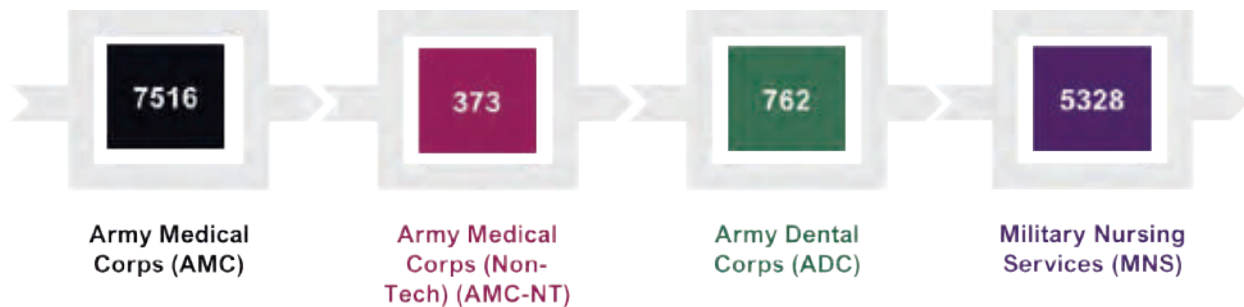 7516
373
762
5328
Army Medical
Corps (AMC)
Army Medical
Corps (Non-
Tech) (AMC-NT)
Army Dental
Corps (ADC)
Military Nursing
Services (MNS)